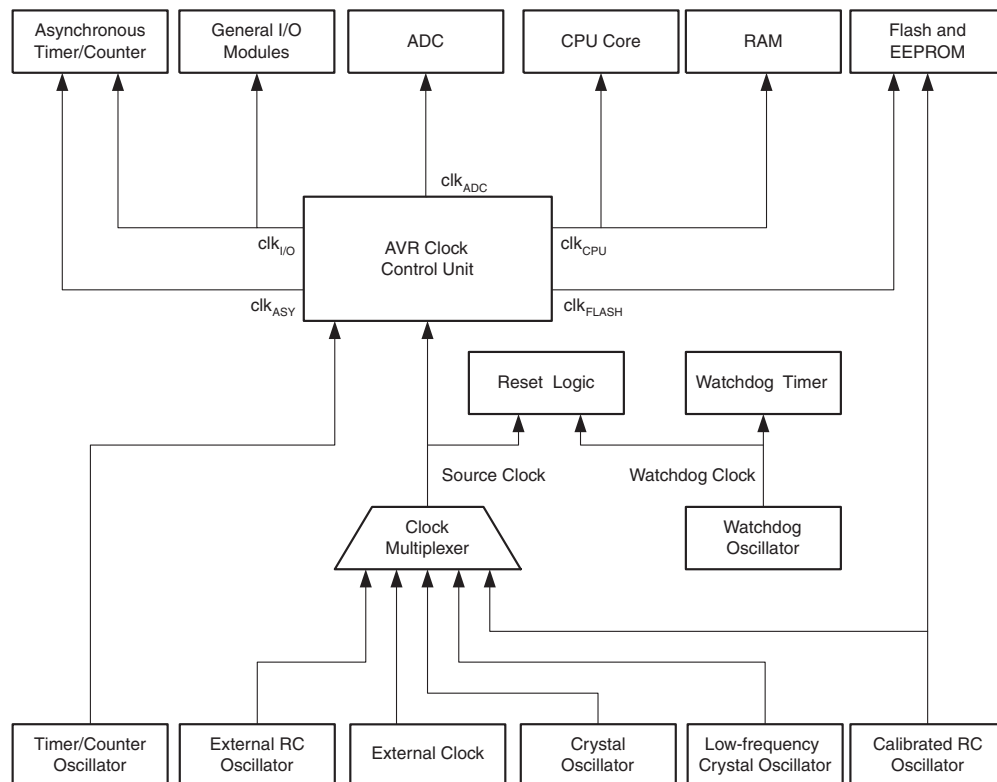 Asynchronous
Timer/Counter
General I/O
Modules
ADC
CPU Core
RAM
Flash and
EEPROM
clkADC
clkI/O
AVR Clock
Control Unit
clkCPU
clkASY
clkFLASH
Reset Logic
Watchdog Timer
Source Clock
Watchdog Clock
Clock
Multiplexer
Watchdog
Oscillator
Timer/Counter
Oscillator
External RC
Oscillator
External Clock
Crystal
Oscillator
Low-frequency
Crystal Oscillator
Calibrated RC
Oscillator